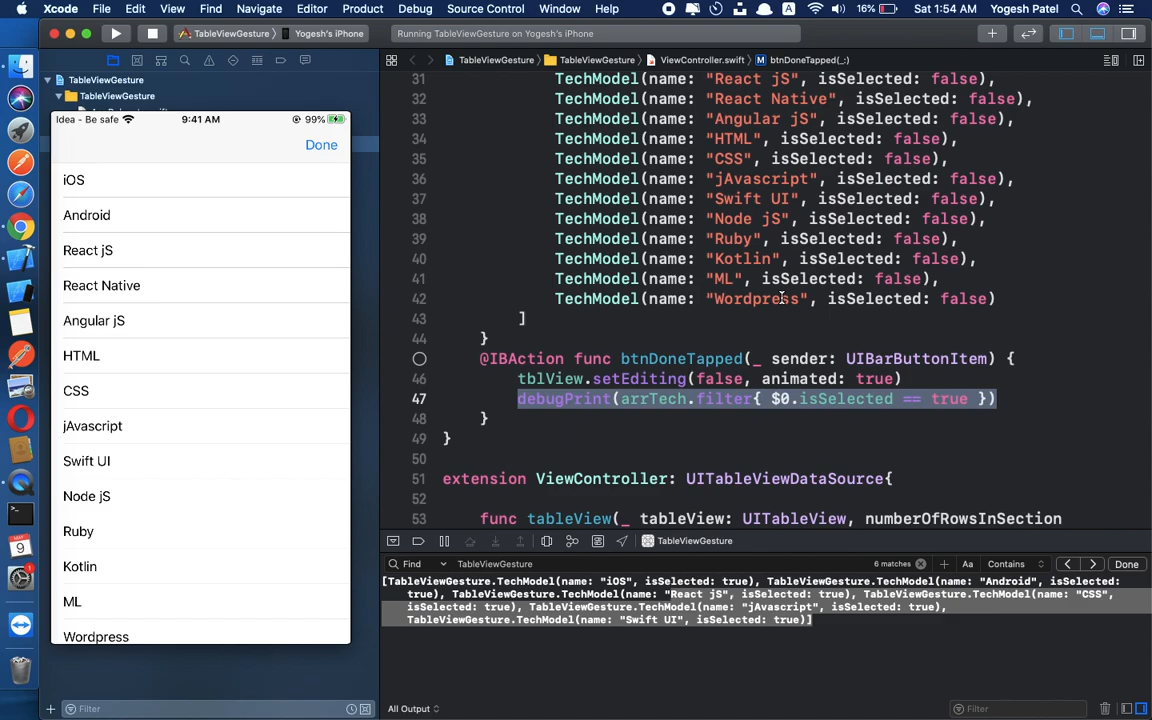 Xcode File Edit View Find Navigate Editor Product Debug Source Control Window Help 16% Sat 1:54 AM Yogesh Patel
TableViewGesture 〉 Yogesh's iPhone
Running TableViewGesture on Yogesh's iPhone
TableViewGesture
TableViewGesture
Idea - Be safe 9:41 AM 99%
Done
iOS
Android
React jS
React Native
Angular jS
HTML
CSS
jAvascript
Swift UI
Node jS
Ruby
Kotlin
ML
Wordpress
Filter
TableViewGesture 〉 TableViewGesture 〉 ViewController.swift 〉 M btnDoneTapped(_:)
31 TechModel(name: "React jS", isSelected: false),
32 TechModel(name: "React Native", isSelected: false),
33 TechModel(name: "Angular jS", isSelected: false),
34 TechModel(name: "HTML", isSelected: false),
35 TechModel(name: "CSS", isSelected: false),
36 TechModel(name: "jAvascript", isSelected: false),
37 TechModel(name: "Swift UI", isSelected: false),
38 TechModel(name: "Node jS", isSelected: false),
39 TechModel(name: "Ruby", isSelected: false),
40 TechModel(name: "Kotlin", isSelected: false),
41 TechModel(name: "ML", isSelected: false),
42 TechModel(name: "Wordpress", isSelected: false)
43 ]
44 }
@IBAction func btnDoneTapped(_ sender: UIBarButtonItem) {
46 tblView.setEditing(false, animated: true)
47 debugPrint(arrTech.filter{ $0.isSelected == true })
48 }
49 }
50
51 extension ViewController: UITableViewDataSource{
52
53 func tableView(_ tableView: UITableView, numberOfRowsInSection
TableViewGesture
Find TableViewGesture 6 matches Aa Contains Done
[TableViewGesture.TechModel(name: "iOS", isSelected: true), TableViewGesture.TechModel(name: "Android", isSelected:
true), TableViewGesture.TechModel(name: "React jS", isSelected: true), TableViewGesture.TechModel(name: "CSS",
isSelected: true), TableViewGesture.TechModel(name: "jAvascript", isSelected: true),
TableViewGesture.TechModel(name: "Swift UI", isSelected: true)]
All Output
Filter